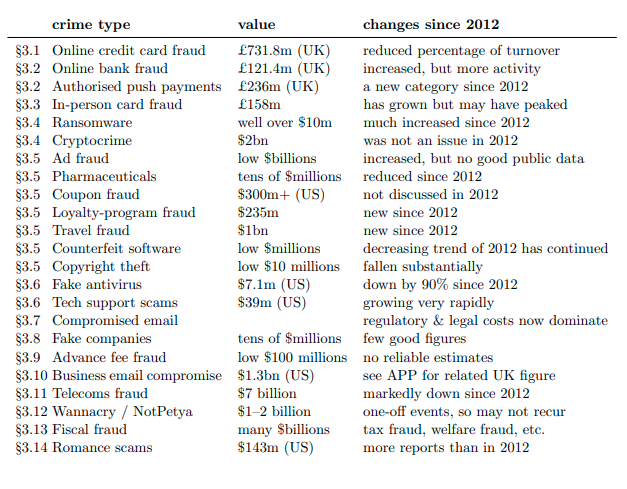 crime type value changes since 2012
§3.1 Online credit card fraud £731.8m (UK) reduced percentage of turnover
§3.2 Online bank fraud £121.4m (UK) increased, but more activity
§3.2 Authorised push payments £236m (UK) a new category since 2012
§3.3 In-person card fraud £158m has grown but may have peaked
§3.4 Ransomware well over $10m much increased since 2012
§3.4 Cryptocrime $2bn was not an issue in 2012
§3.5 Ad fraud low $billions increased, but no good public data
§3.5 Pharmaceuticals tens of $millions reduced since 2012
§3.5 Coupon fraud $300m+ (US) not discussed in 2012
§3.5 Loyalty-program fraud $235m new since 2012
§3.5 Travel fraud $1bn new since 2012
§3.5 Counterfeit software low $millions decreasing trend of 2012 has continued
§3.5 Copyright theft low $10 millions fallen substantially
§3.6 Fake antivirus $7.1m (US) down by 90% since 2012
§3.6 Tech support scams $39m (US) growing very rapidly
§3.7 Compromised email regulatory & legal costs now dominate
§3.8 Fake companies tens of $millions few good figures
§3.9 Advance fee fraud low $100 millions no reliable estimates
§3.10 Business email compromise $1.3bn (US) see APP for related UK figure
§3.11 Telecoms fraud $7 billion markedly down since 2012
§3.12 Wannacry / NotPetya $1–2 billion one-off events, so may not recur
§3.13 Fiscal fraud many $billions tax fraud, welfare fraud, etc.
§3.14 Romance scams $143m (US) more reports than in 2012